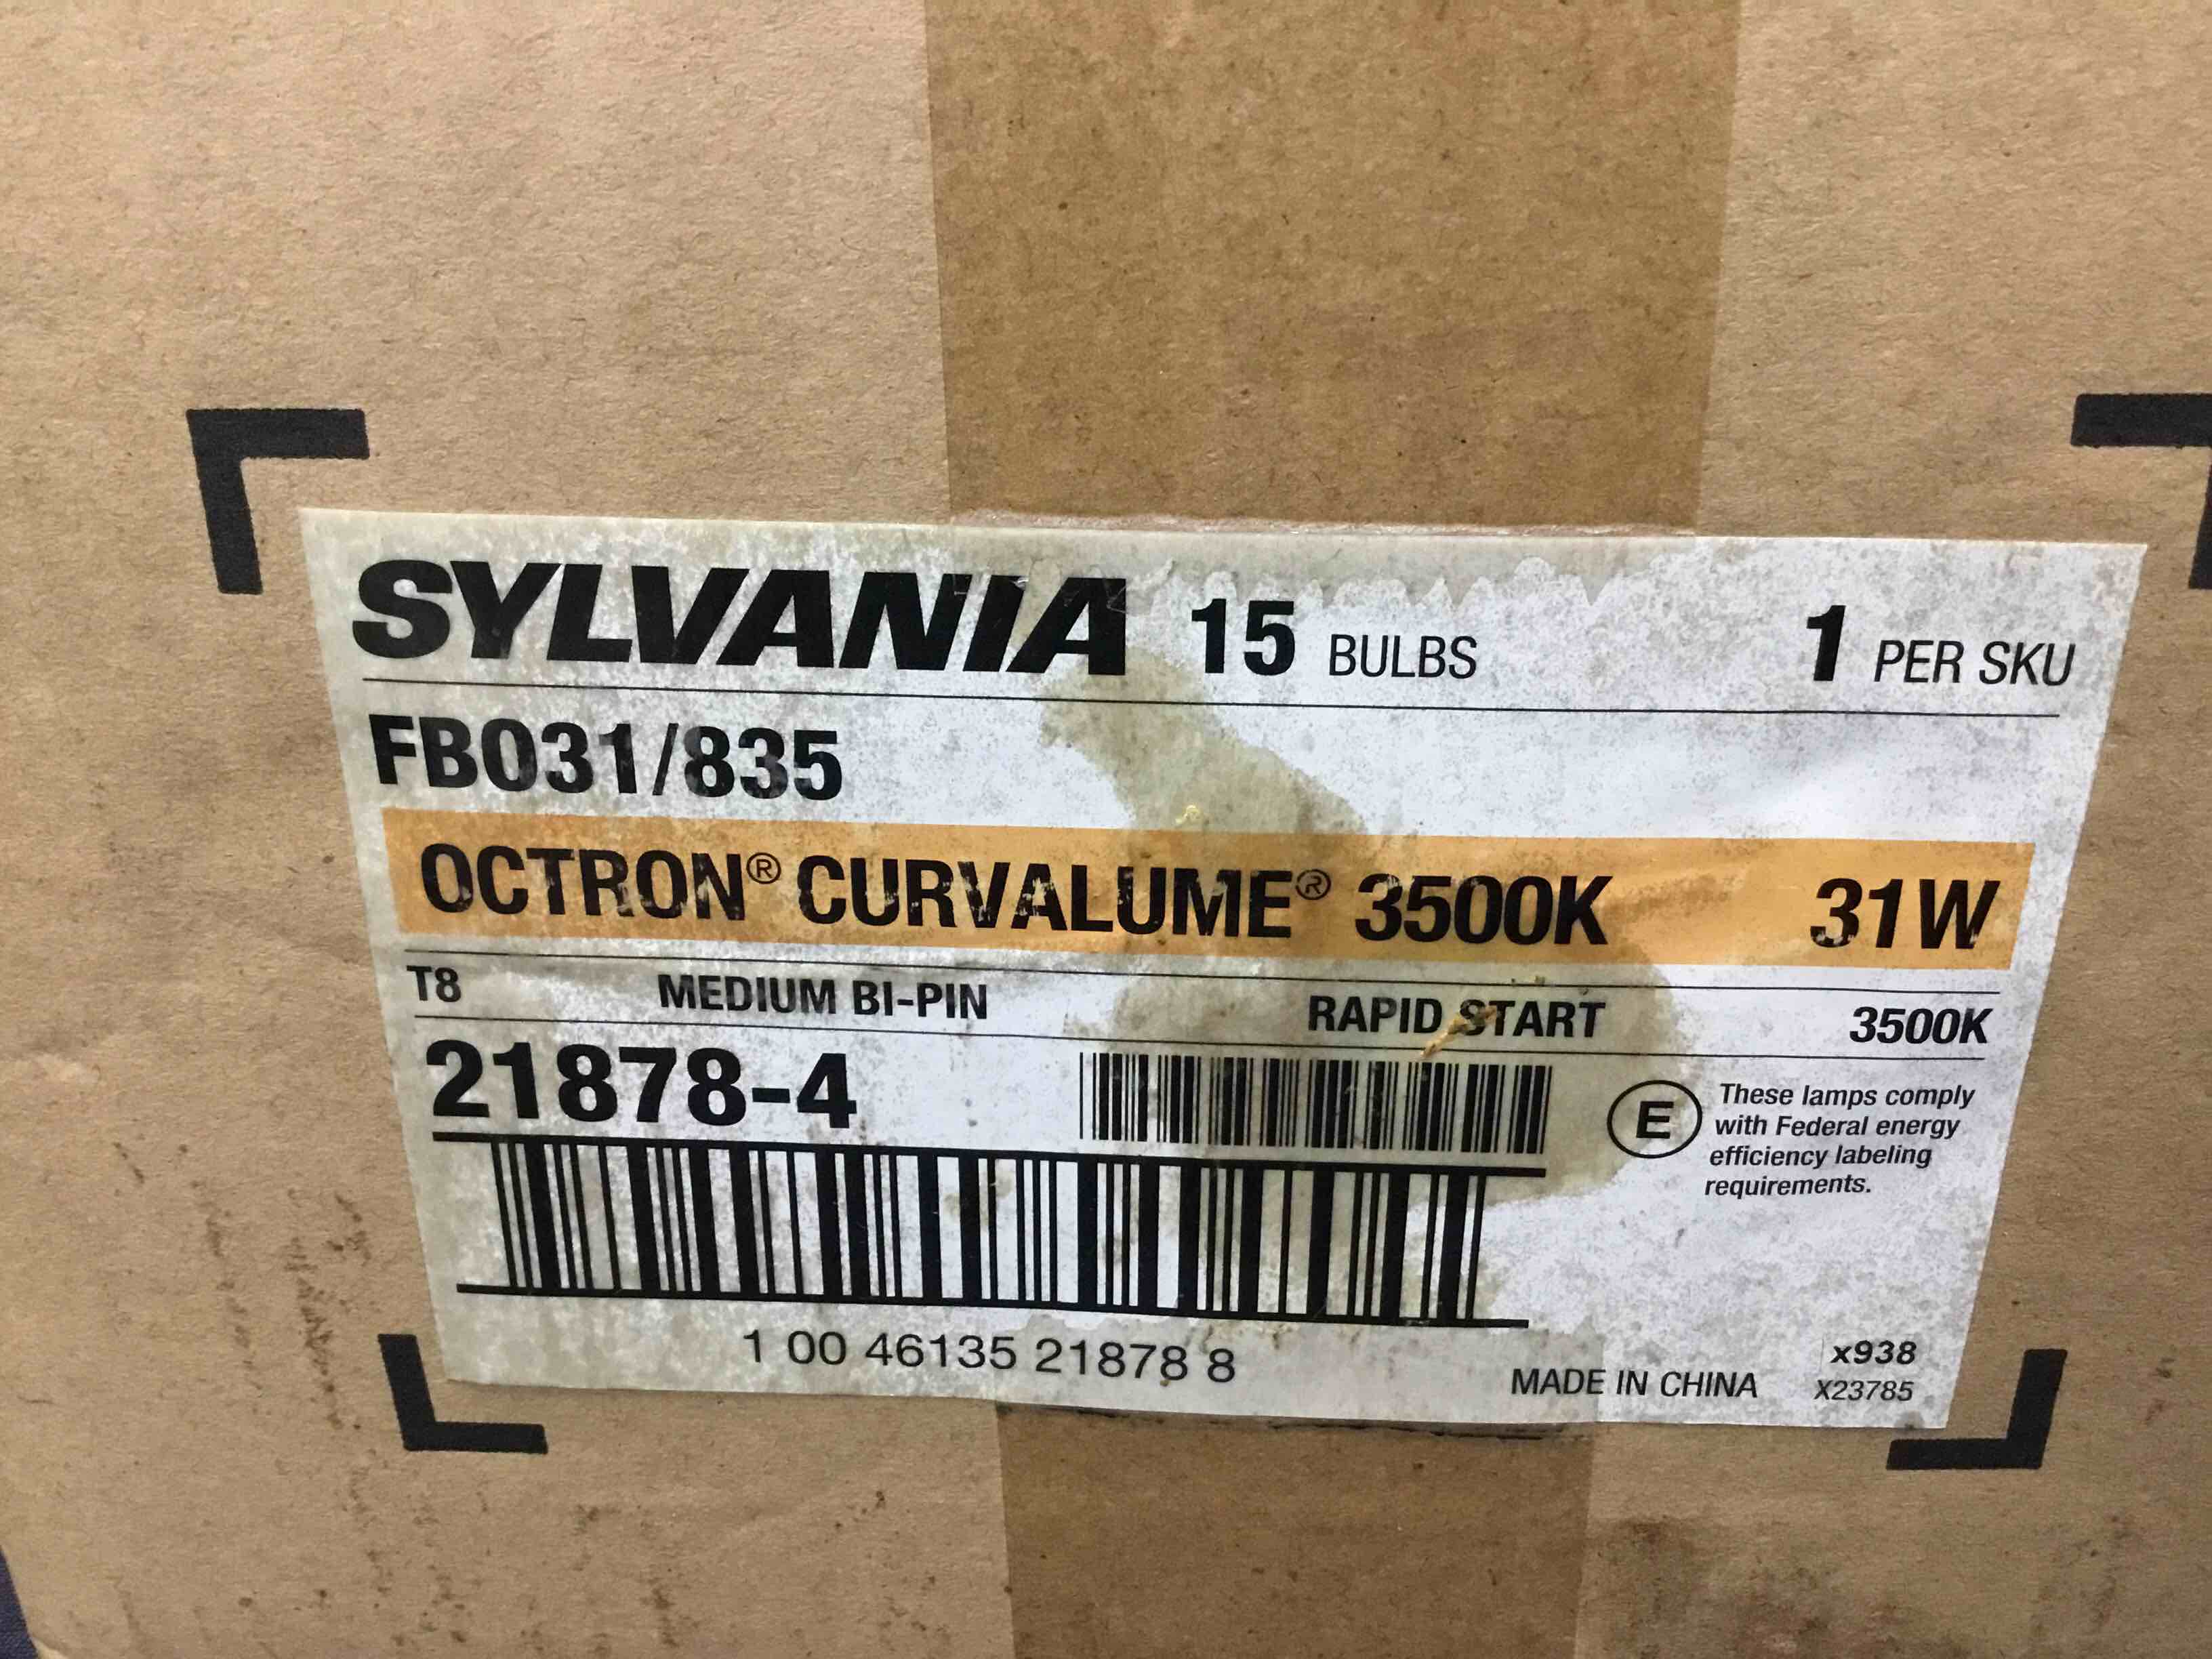 SYLVANIA 15 BULBS 1 PER SKU
FBO31/835
OCTRON® CURVALUME® 3500K 31W
T8 MEDIUM BI-PIN RAPID START 3500K
21878-4
E These lamps comply
with Federal energy
efficiency labeling
requirements.
1 00 46135 21878 8
MADE IN CHINA
x938
X23785